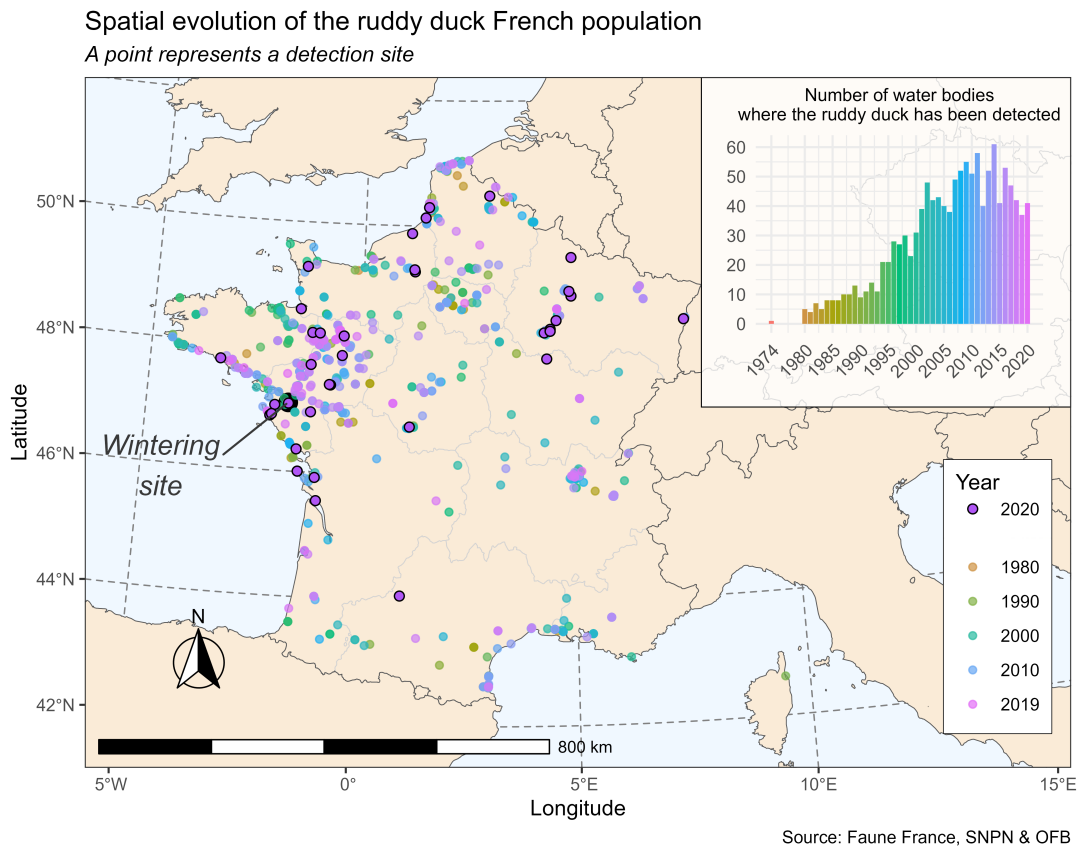 Spatial evolution of the ruddy duck French population
A point represents a detection site
Number of water bodies
where the ruddy duck has been detected
60
50
40
30
20
10
0
1974
1980
1985
1990
1995
2000
2005
2010
2015
2020
50°N
48°N
46°N
44°N
42°N
Latitude
Wintering
site
Year
2020
1980
1990
2000
2010
2019
N
800 km
5°W
0°
5°E
10°E
15°E
Longitude
Source: Faune France, SNPN & OFB